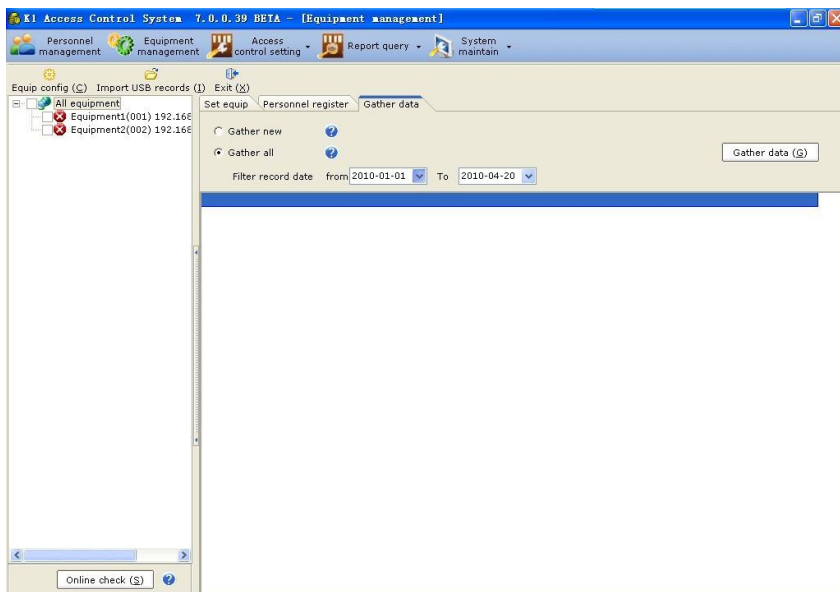 K1 Access Control System 7.0.0.39 BETA - [Equipment management]
Personnel management
Equipment management
Access control setting
Report query
System maintain
Equip config (C) Import USB records (I) Exit (X)
All equipment
Equipment1(001) 192.168
Equipment2(002) 192.168
Set equip Personnel register Gather data
Gather new
Gather all
Gather data (G)
Filter record date from 2010-01-01 To 2010-04-20
Online check (S)